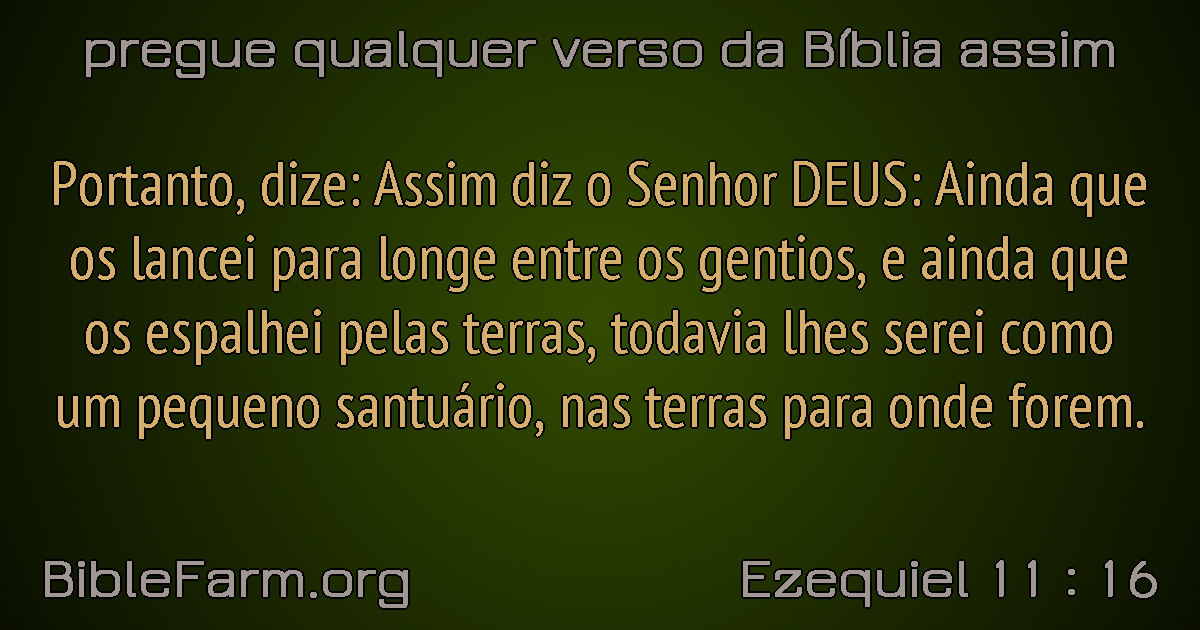 pregue qualquer verso da Bíblia assim
Portanto, dize: Assim diz o Senhor DEUS: Ainda que
os lancei para longe entre os gentios, e ainda que
os espalhei pelas terras, todavia lhes serei como
um pequeno santuário, nas terras para onde forem.
BibleFarm.org
Ezequiel 11 : 16